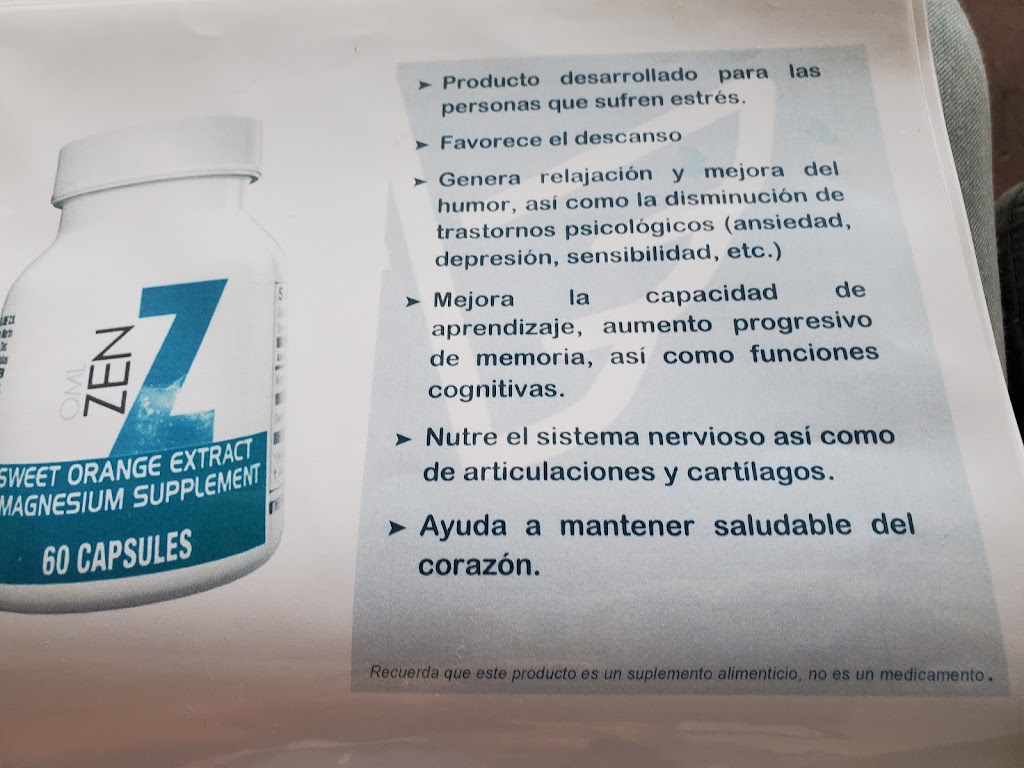 OML
ZEN
Z
SWEET ORANGE EXTRACT
MAGNESIUM SUPPLEMENT
60 CAPSULES
➤ Producto desarrollado para las
personas que sufren estrés.
➤ Favorece el descanso
➤ Genera relajación y mejora del
humor, así como la disminución de
trastornos psicológicos (ansiedad,
depresión, sensibilidad, etc.)
➤ Mejora la capacidad de
aprendizaje, aumento progresivo
de memoria, así como funciones
cognitivas.
➤ Nutre el sistema nervioso así como
de articulaciones y cartílagos.
➤ Ayuda a mantener saludable del
corazón.
Recuerda que este producto es un suplemento alimenticio, no es un medicamento.